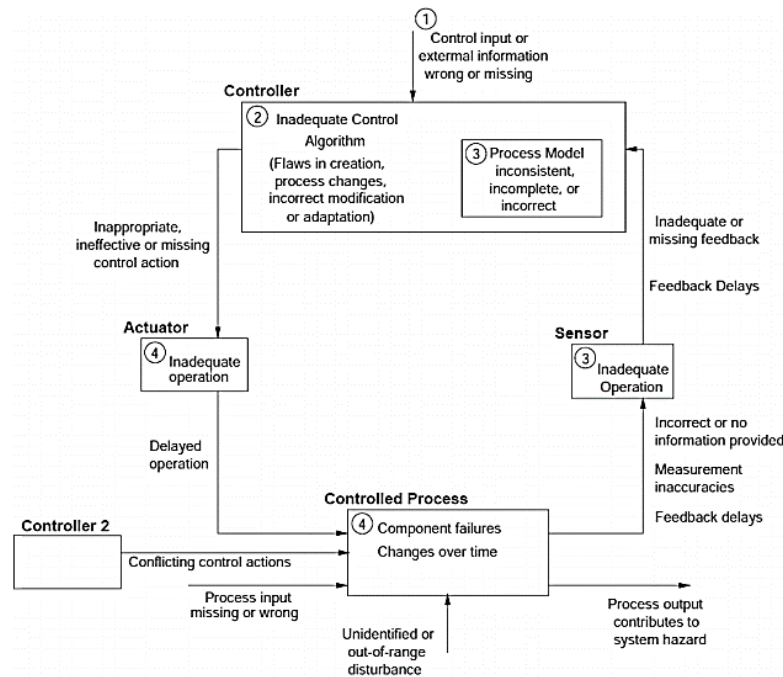 1
Control input or
external information
wrong or missing
Controller
2 Inadequate Control
Algorithm
(Flaws in creation,
process changes,
incorrect modification
or adaptation)
3 Process Model
inconsistent,
incomplete, or
incorrect
Inappropriate,
ineffective or missing
control action
Inadequate or
missing feedback
Feedback Delays
Actuator
4 Inadequate
operation
Sensor
3 Inadequate
Operation
Delayed
operation
Incorrect or no
information provided
Measurement
inaccuracies
Feedback delays
Controlled Process
4 Component failures
Changes over time
Controller 2
Conflicting control actions
Process input
missing or wrong
Unidentified or
out-of-range
disturbance
Process output
contributes to
system hazard